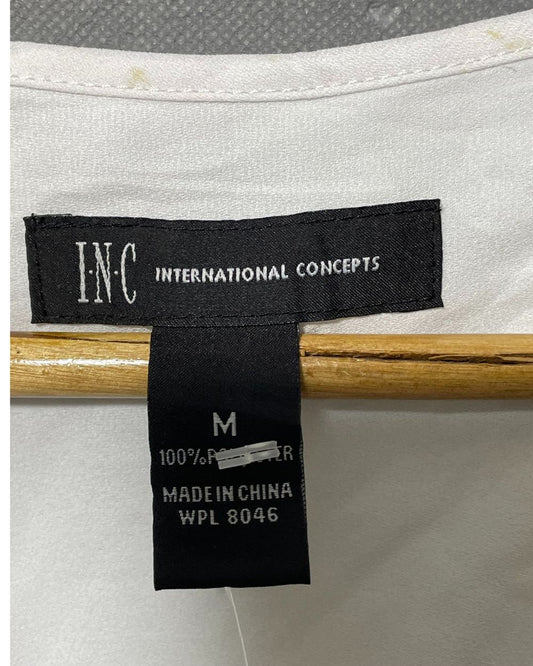 I·N·C INTERNATIONAL CONCEPTS
M
100%
MADE IN CHINA
WPL 8046